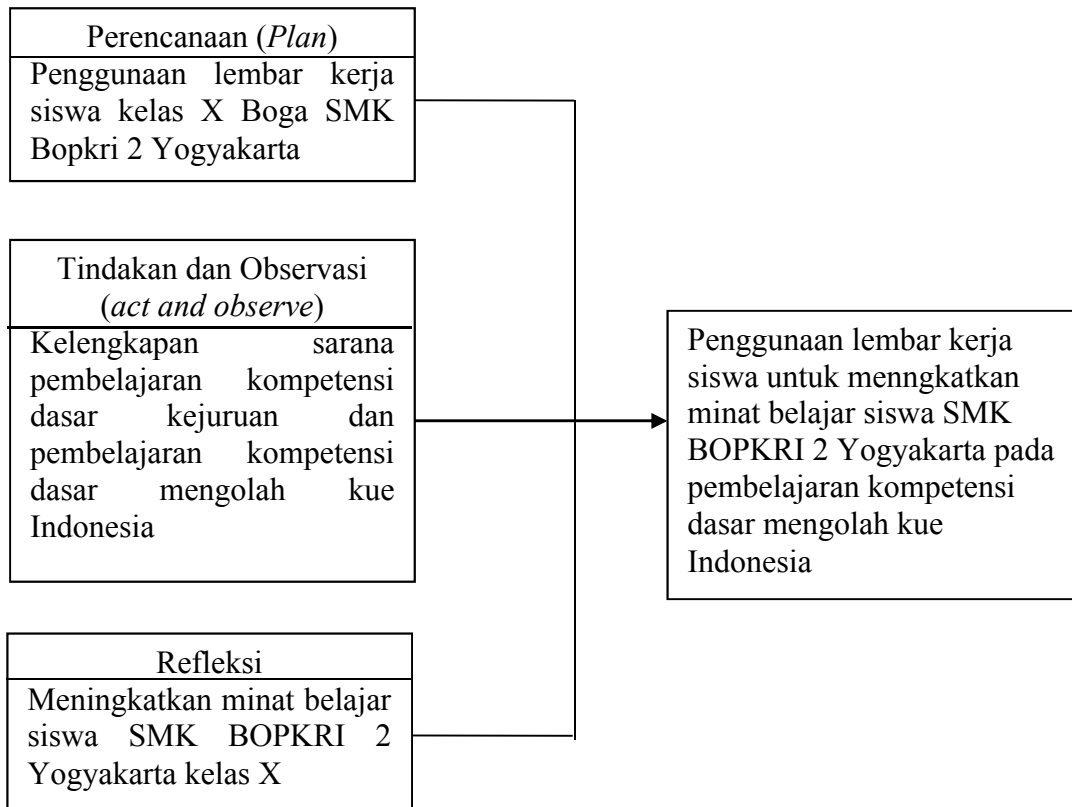 Perencanaan (Plan)
Penggunaan lembar kerja
siswa kelas X Boga SMK
Bopkri 2 Yogyakarta
Tindakan dan Observasi
(act and observe)
Kelengkapan sarana
pembelajaran kompetensi
dasar kejuruan dan
pembelajaran kompetensi
dasar mengolah kue
Indonesia
Refleksi
Meningkatkan minat belajar
siswa SMK BOPKRI 2
Yogyakarta kelas X
Penggunaan lembar kerja
siswa untuk menngkatkan
minat belajar siswa SMK
BOPKRI 2 Yogyakarta pada
pembelajaran kompetensi
dasar mengolah kue
Indonesia